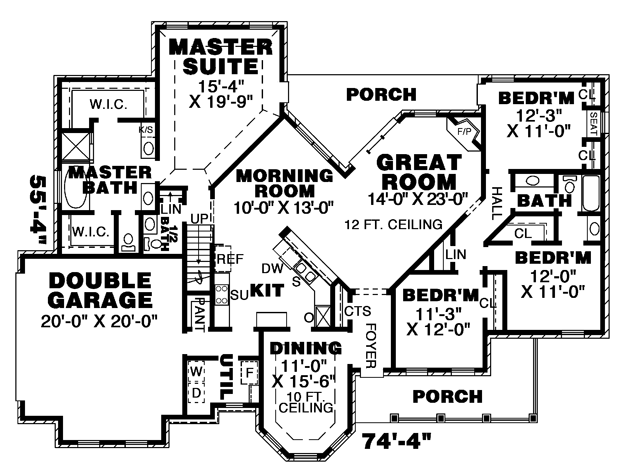 MASTER
SUITE
15'-4"
X 19'-9"
PORCH
CL
BEDR'M
12'-3"
X 11'-0"
SEAT
CL
W.I.C.
K/S
F/P
MASTER
BATH
MORNING
ROOM
10'-0" X 13'-0"
GREAT
ROOM
14'-0" X 23'-0"
12 FT. CEILING
HALL
BATH
55'-4"
W.I.C.
LIN
1/2
BATH
UP
CL
LIN
BEDR'M
12'-0"
X 11'-0"
REF
DW
S
KIT
SU
O
PANT
DOUBLE
GARAGE
20'-0" X 20'-0"
CTS
FOYER
BEDR'M
11'-3"
X 12'-0"
CL
DINING
11'-0"
X 15'-6"
10 FT.
CEILING
W
D
UTIL
F
PORCH
74'-4"